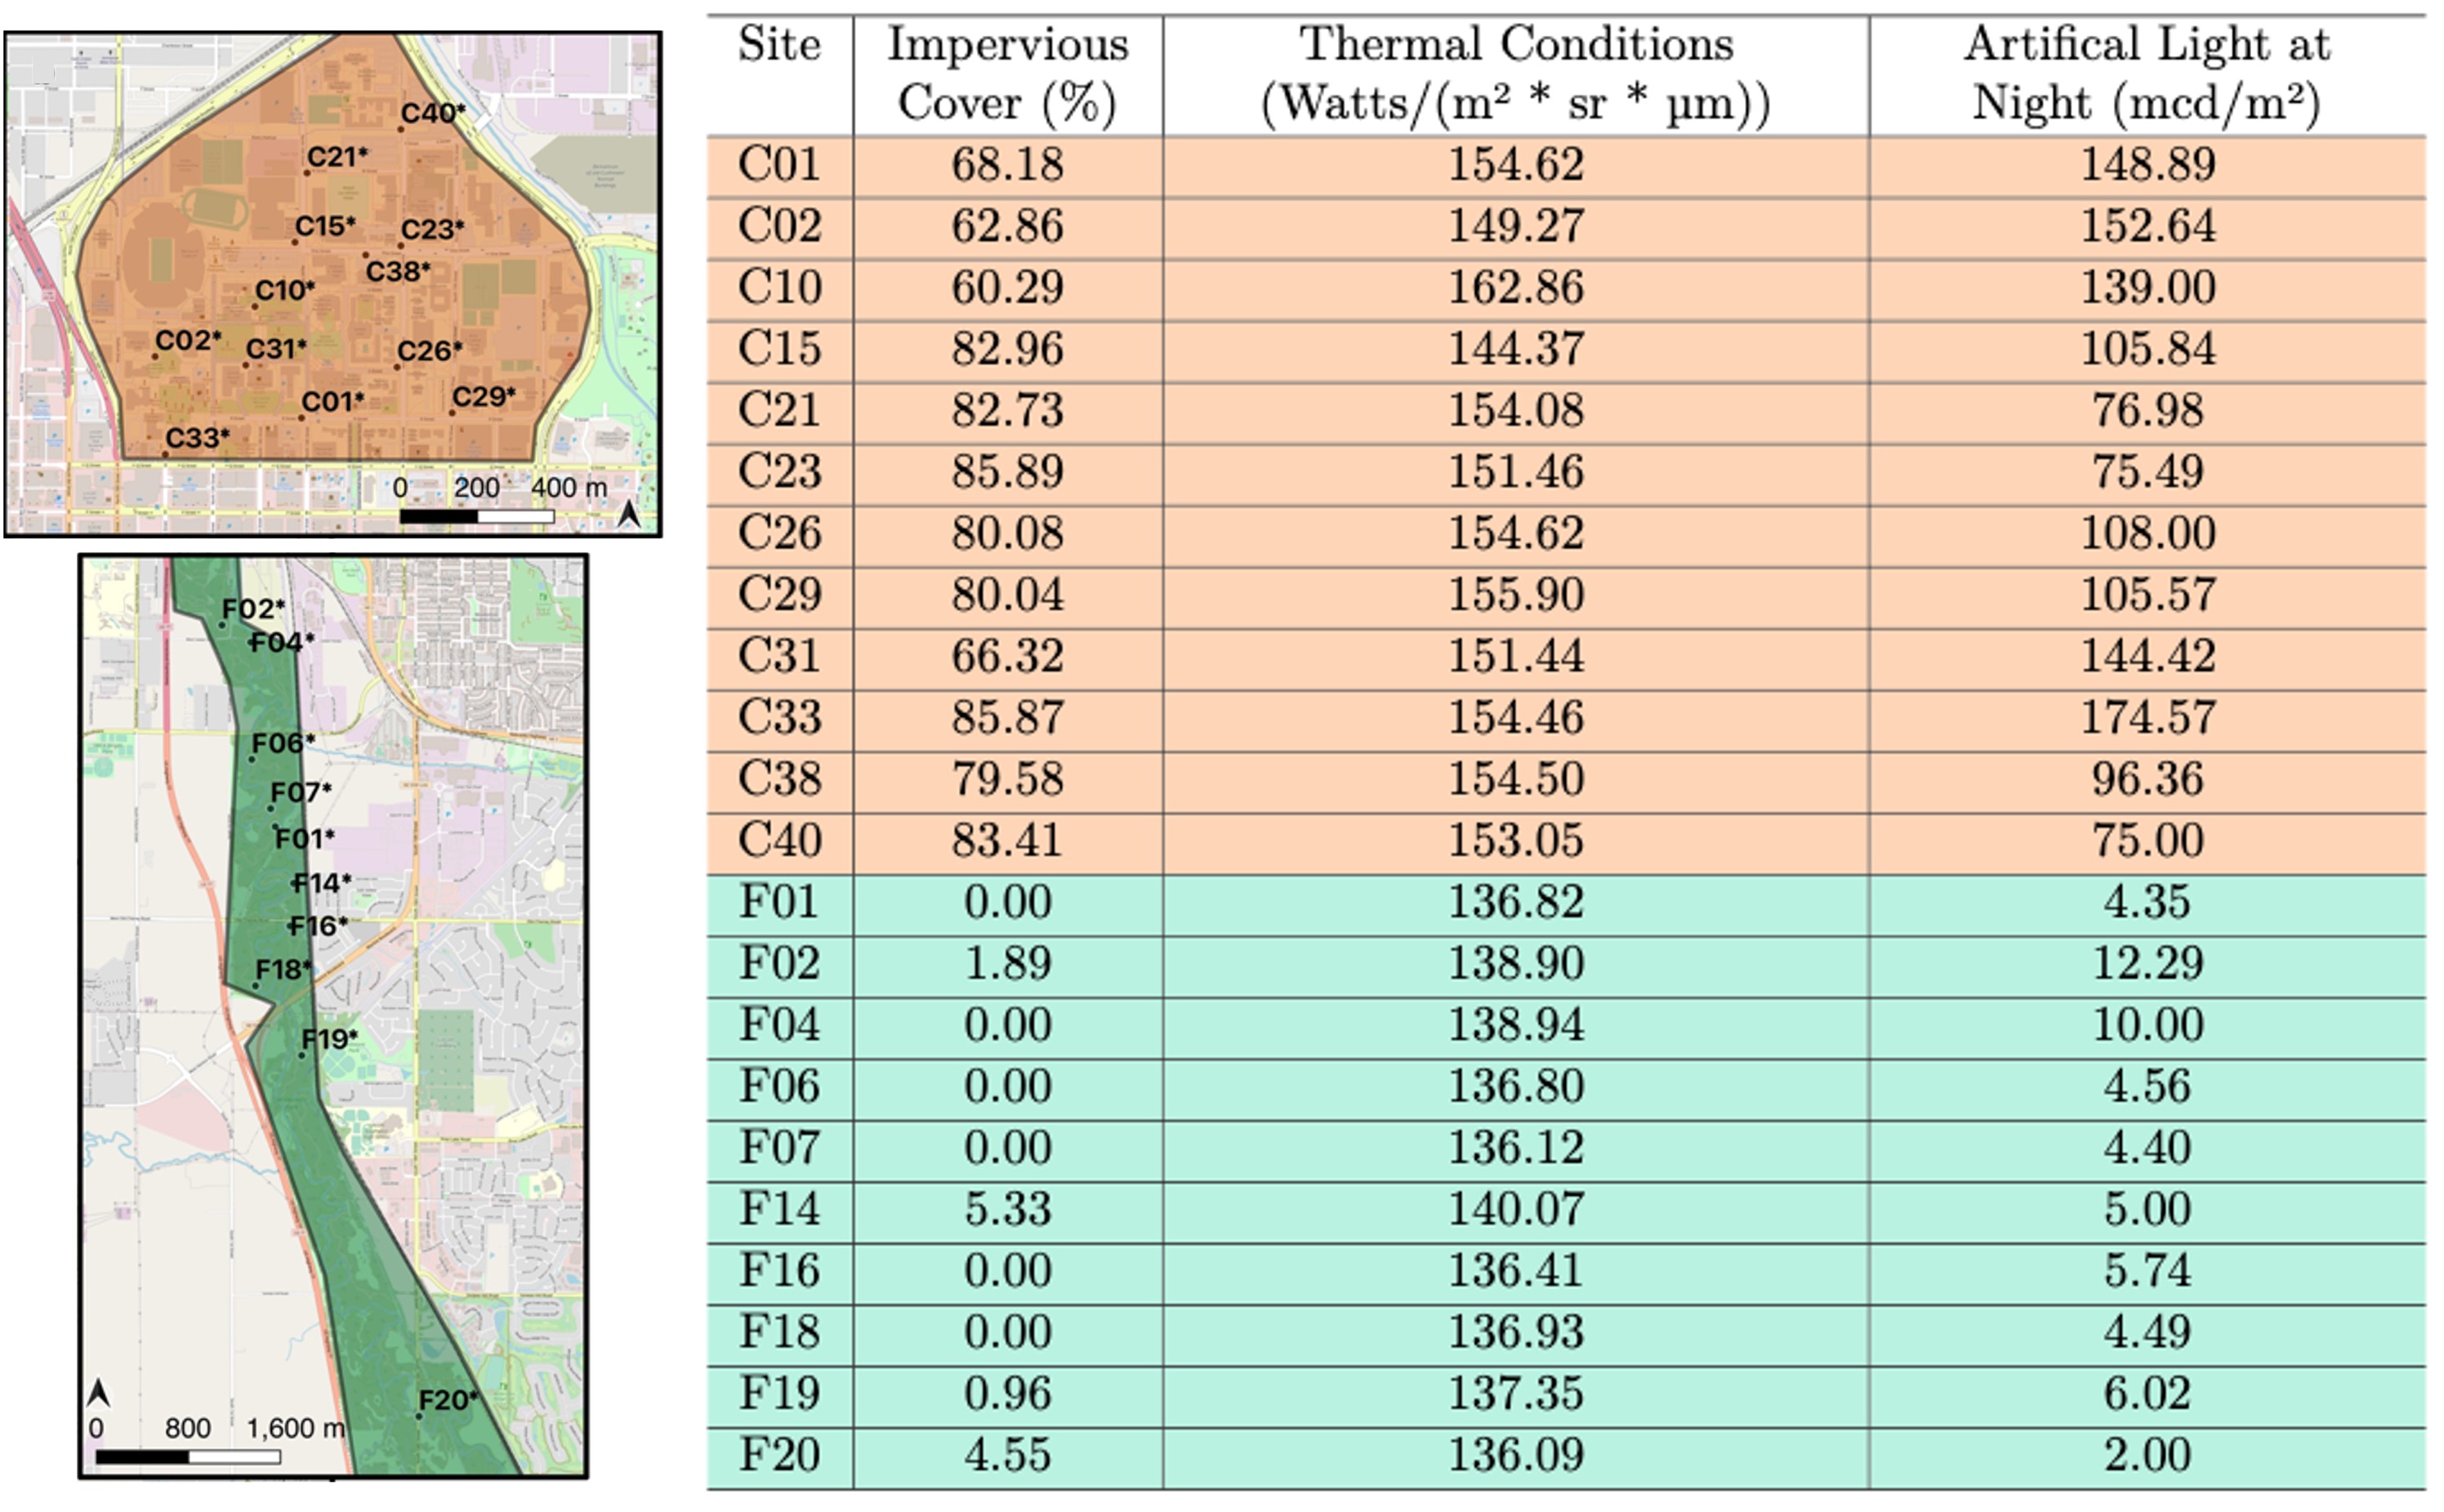 C40*
C21*
C15*
C23*
C38*
C10*
C02*
C31*
C26*
C01*
C29*
C33*
0 200 400 m
F02*
F04*
F06*
F07*
F01*
F14*
F16*
F18*
F19*
F20*
0 800 1,600 m
Site Impervious Thermal Conditions Artifical Light at
Cover (%) (Watts/(m² * sr * µm)) Night (mcd/m²)
C01 68.18 154.62 148.89
C02 62.86 149.27 152.64
C10 60.29 162.86 139.00
C15 82.96 144.37 105.84
C21 82.73 154.08 76.98
C23 85.89 151.46 75.49
C26 80.08 154.62 108.00
C29 80.04 155.90 105.57
C31 66.32 151.44 144.42
C33 85.87 154.46 174.57
C38 79.58 154.50 96.36
C40 83.41 153.05 75.00
F01 0.00 136.82 4.35
F02 1.89 138.90 12.29
F04 0.00 138.94 10.00
F06 0.00 136.80 4.56
F07 0.00 136.12 4.40
F14 5.33 140.07 5.00
F16 0.00 136.41 5.74
F18 0.00 136.93 4.49
F19 0.96 137.35 6.02
F20 4.55 136.09 2.00